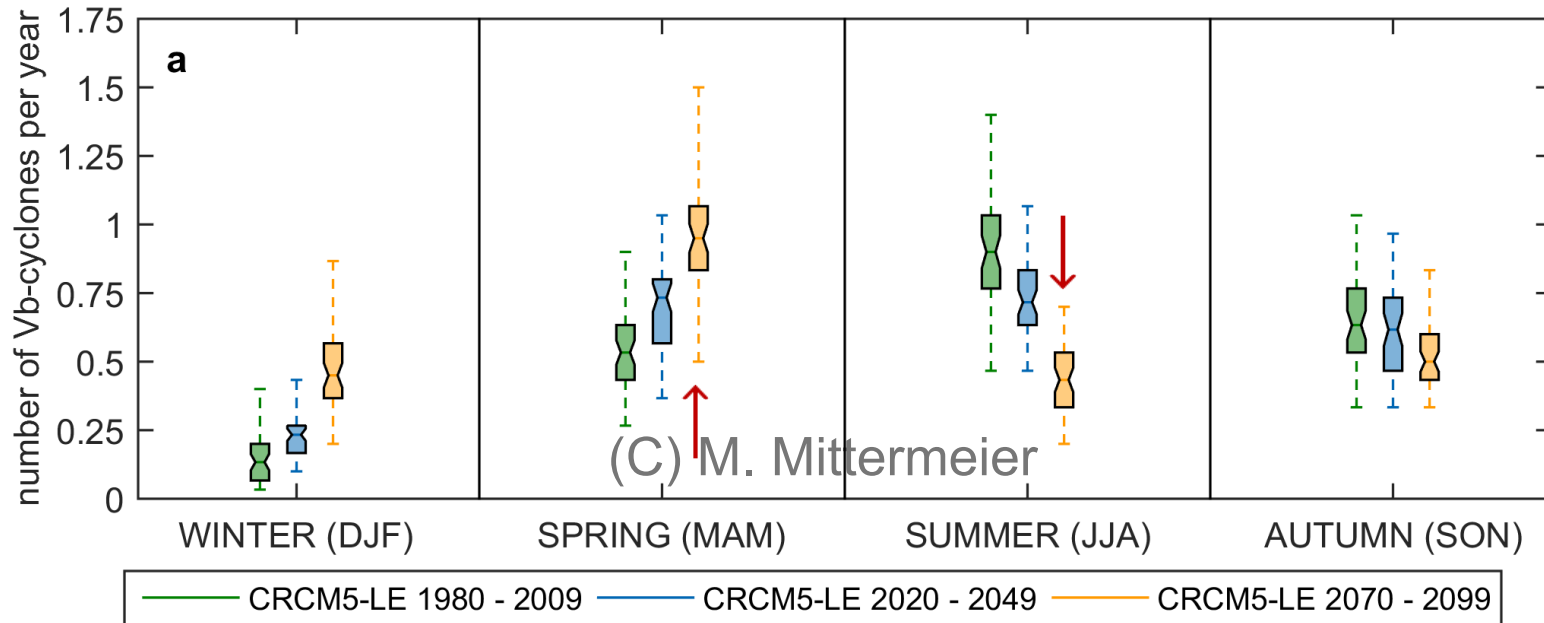 number of Vb-cyclones per year
1.75
1.5
1.25
1
0.75
0.5
0.25
0
a
(C) M. Mittermeier
WINTER (DJF)
SPRING (MAM)
SUMMER (JJA)
AUTUMN (SON)
CRCM5-LE 1980 - 2009
CRCM5-LE 2020 - 2049
CRCM5-LE 2070 - 2099